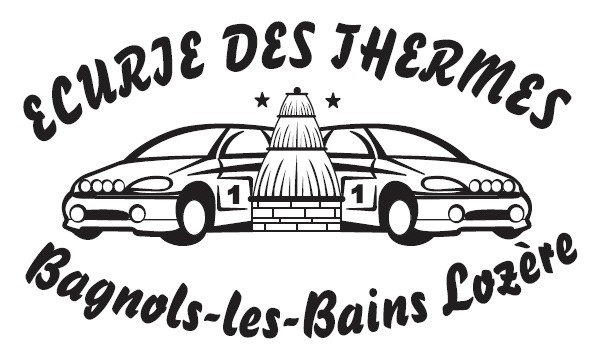 ECURIE DES THERMES
1 1
Bagnols-les-Bains Lozère